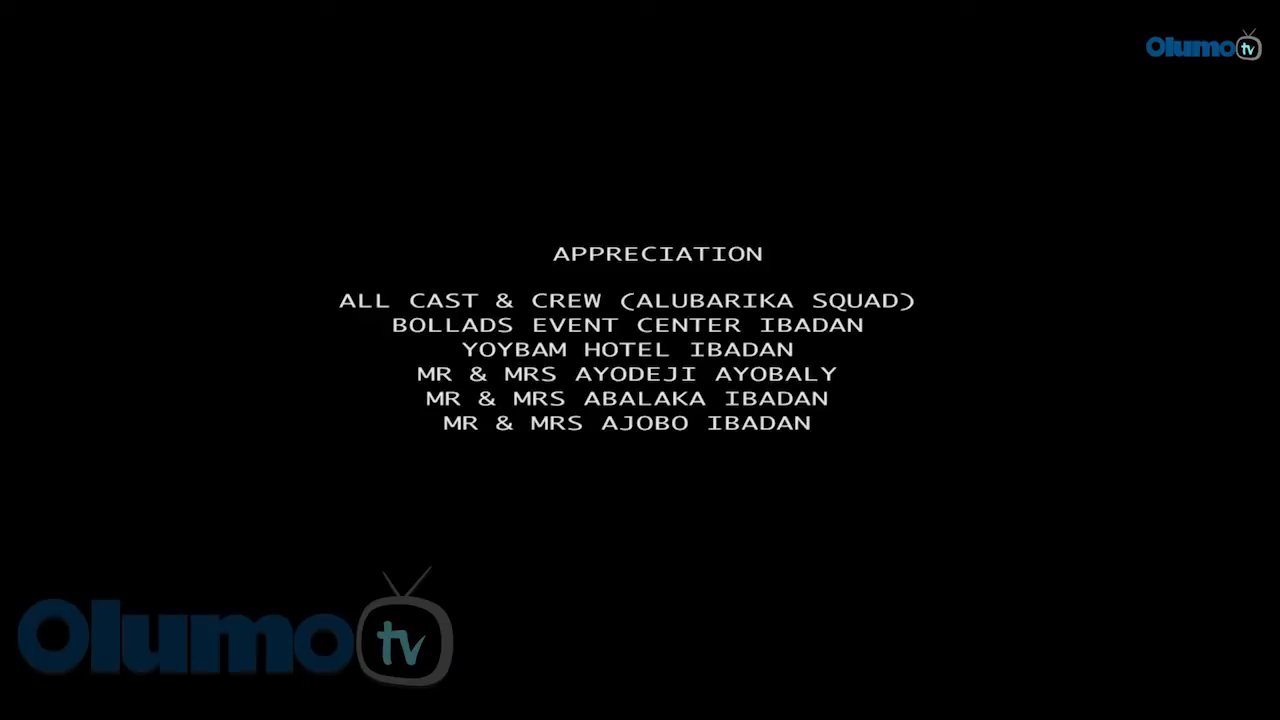 Olumo tv
APPRECIATION
ALL CAST & CREW (ALUBARIKA SQUAD)
BOLLADS EVENT CENTER IBADAN
YOYBAM HOTEL IBADAN
MR & MRS AYODEJI AYOBALY
MR & MRS ABALAKA IBADAN
MR & MRS AJOBO IBADAN
Olumo tv